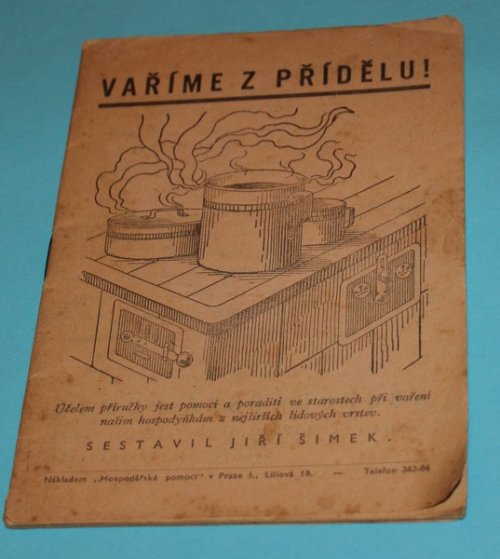 VAŘÍME Z PŘÍDĚLU!
Účelem příručky jest pomoci a poraditi ve starostech při vaření
našim hospodyňkám z nejširších lidových vrstev.
SESTAVIL JIŘÍ ŠIMEK.
Nákladem „Hospodářské pomoci" v Praze I., Liliová 18. — Telefon 343-84